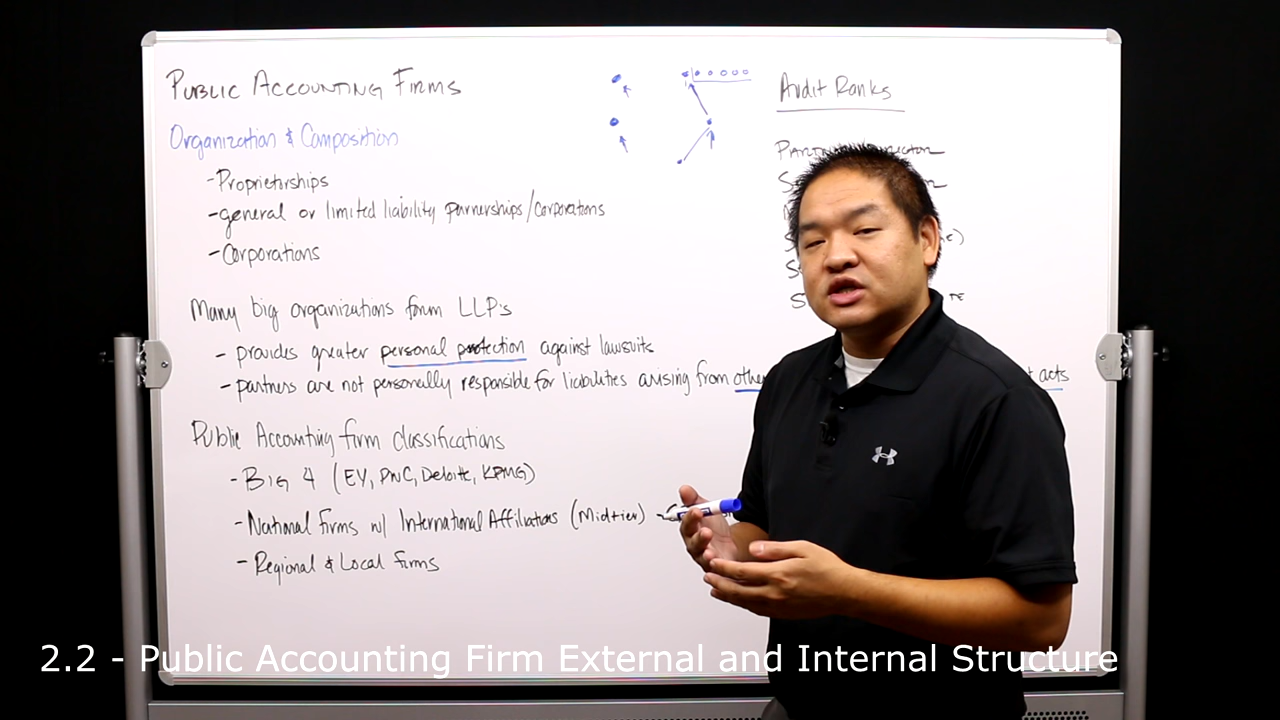 PUBLIC ACCOUNTING FIRMS
Organization & Composition
- Proprietorships
- general or limited liability parnerships/corporations
- Corporations
Many big organizations form LLP's
- provides greater personal protection against lawsuits
- partners are not personally responsible for liabilities arising from other acts
Public Accounting firm classifications
- BIG 4 (EY, PWC, Deloitte, KPMG)
- National Firms w/ International Affiliations (Midtier)
- Regional & Local firms
Audit Ranks
2.2 - Public Accounting Firm External and Internal Structure